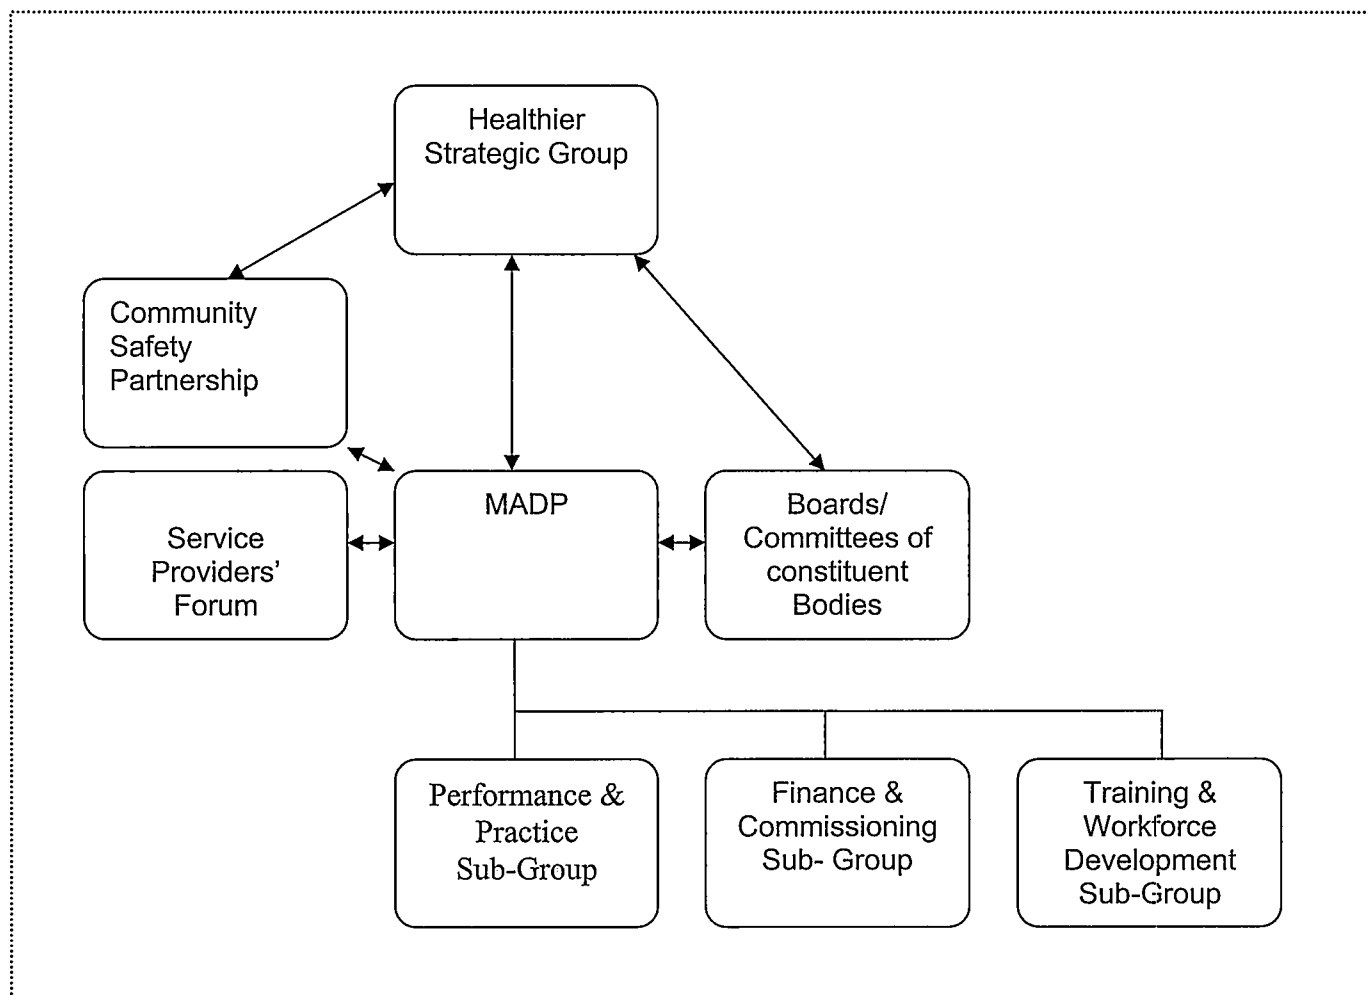 Healthier
Strategic Group
Community
Safety
Partnership
Service
Providers’
Forum
MADP
Boards/
Committees of
constituent
Bodies
Performance &
Practice
Sub-Group
Finance &
Commissioning
Sub- Group
Training &
Workforce
Development
Sub-Group